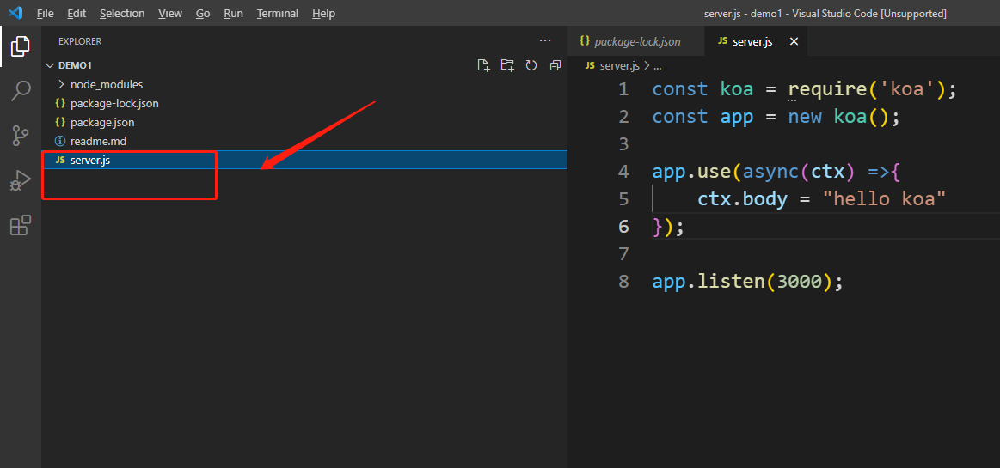 File Edit Selection View Go Run Terminal Help server.js - demo1 - Visual Studio Code [Unsupported]
EXPLORER ...
DEMO1
node_modules
{} package-lock.json
{} package.json
readme.md
JS server.js
{} package-lock.json JS server.js
JS server.js > ...
1 const koa = require('koa');
2 const app = new koa();
3
4 app.use(async(ctx) =>{
5     ctx.body = "hello koa"
6 });
7
8 app.listen(3000);